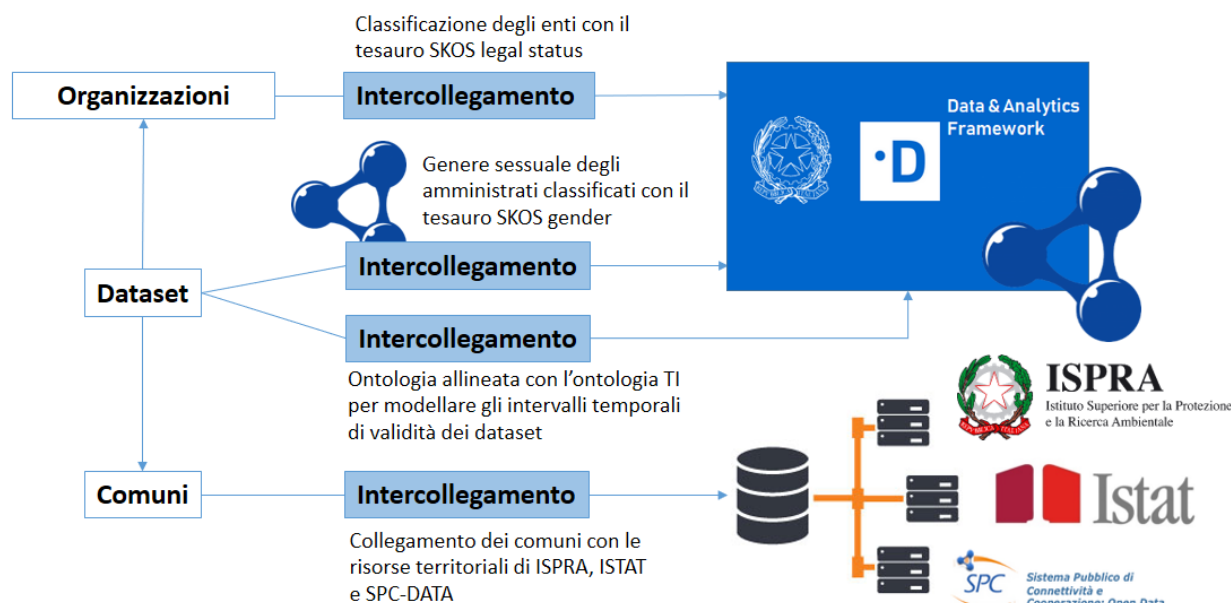 Classificazione degli enti con il
tesauro SKOS legal status
Organizzazioni
Intercollegamento
Data & Analytics
Framework
·D
Genere sessuale degli
amministrati classificati con il
tesauro SKOS gender
Intercollegamento
Dataset
Intercollegamento
Ontologia allineata con l'ontologia TI
per modellare gli intervalli temporali
di validità dei dataset
ISPRA
Istituto Superiore per la Protezione
e la Ricerca Ambientale
Comuni
Intercollegamento
Istat
Collegamento dei comuni con le
risorse territoriali di ISPRA, ISTAT
e SPC-DATA
SPC
Sistema Pubblico di
Connettività e
Cooperazione: Open Data